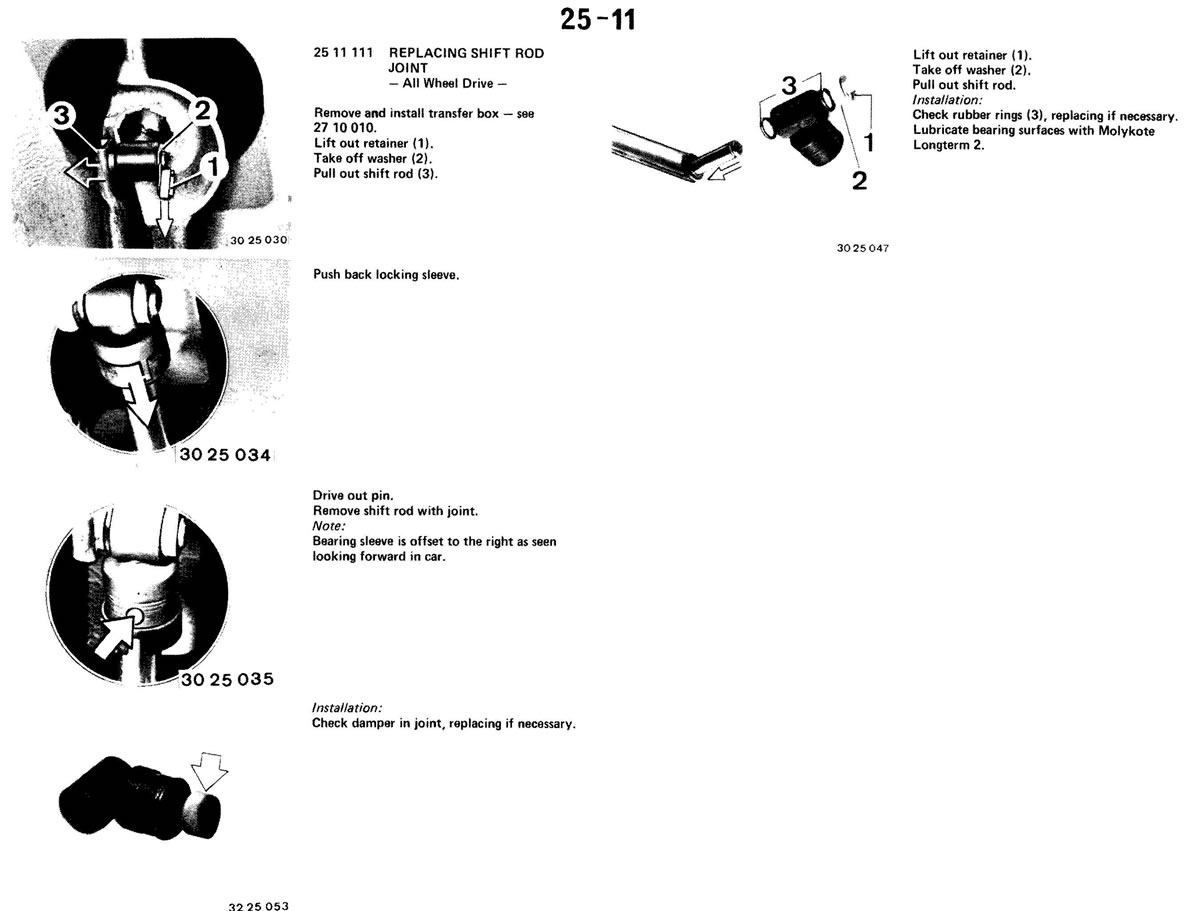 25-11
3
2
1
30 25 030
25 11 111 REPLACING SHIFT ROD
JOINT
— All Wheel Drive —
Remove and install transfer box — see
27 10 010.
Lift out retainer (1).
Take off washer (2).
Pull out shift rod (3).
30 25 034
Push back locking sleeve.
30 25 035
Drive out pin.
Remove shift rod with joint.
Note:
Bearing sleeve is offset to the right as seen
looking forward in car.
Installation:
Check damper in joint, replacing if necessary.
32 25 053
3
1
2
30 25 047
Lift out retainer (1).
Take off washer (2).
Pull out shift rod.
Installation:
Check rubber rings (3), replacing if necessary.
Lubricate bearing surfaces with Molykote
Longterm 2.